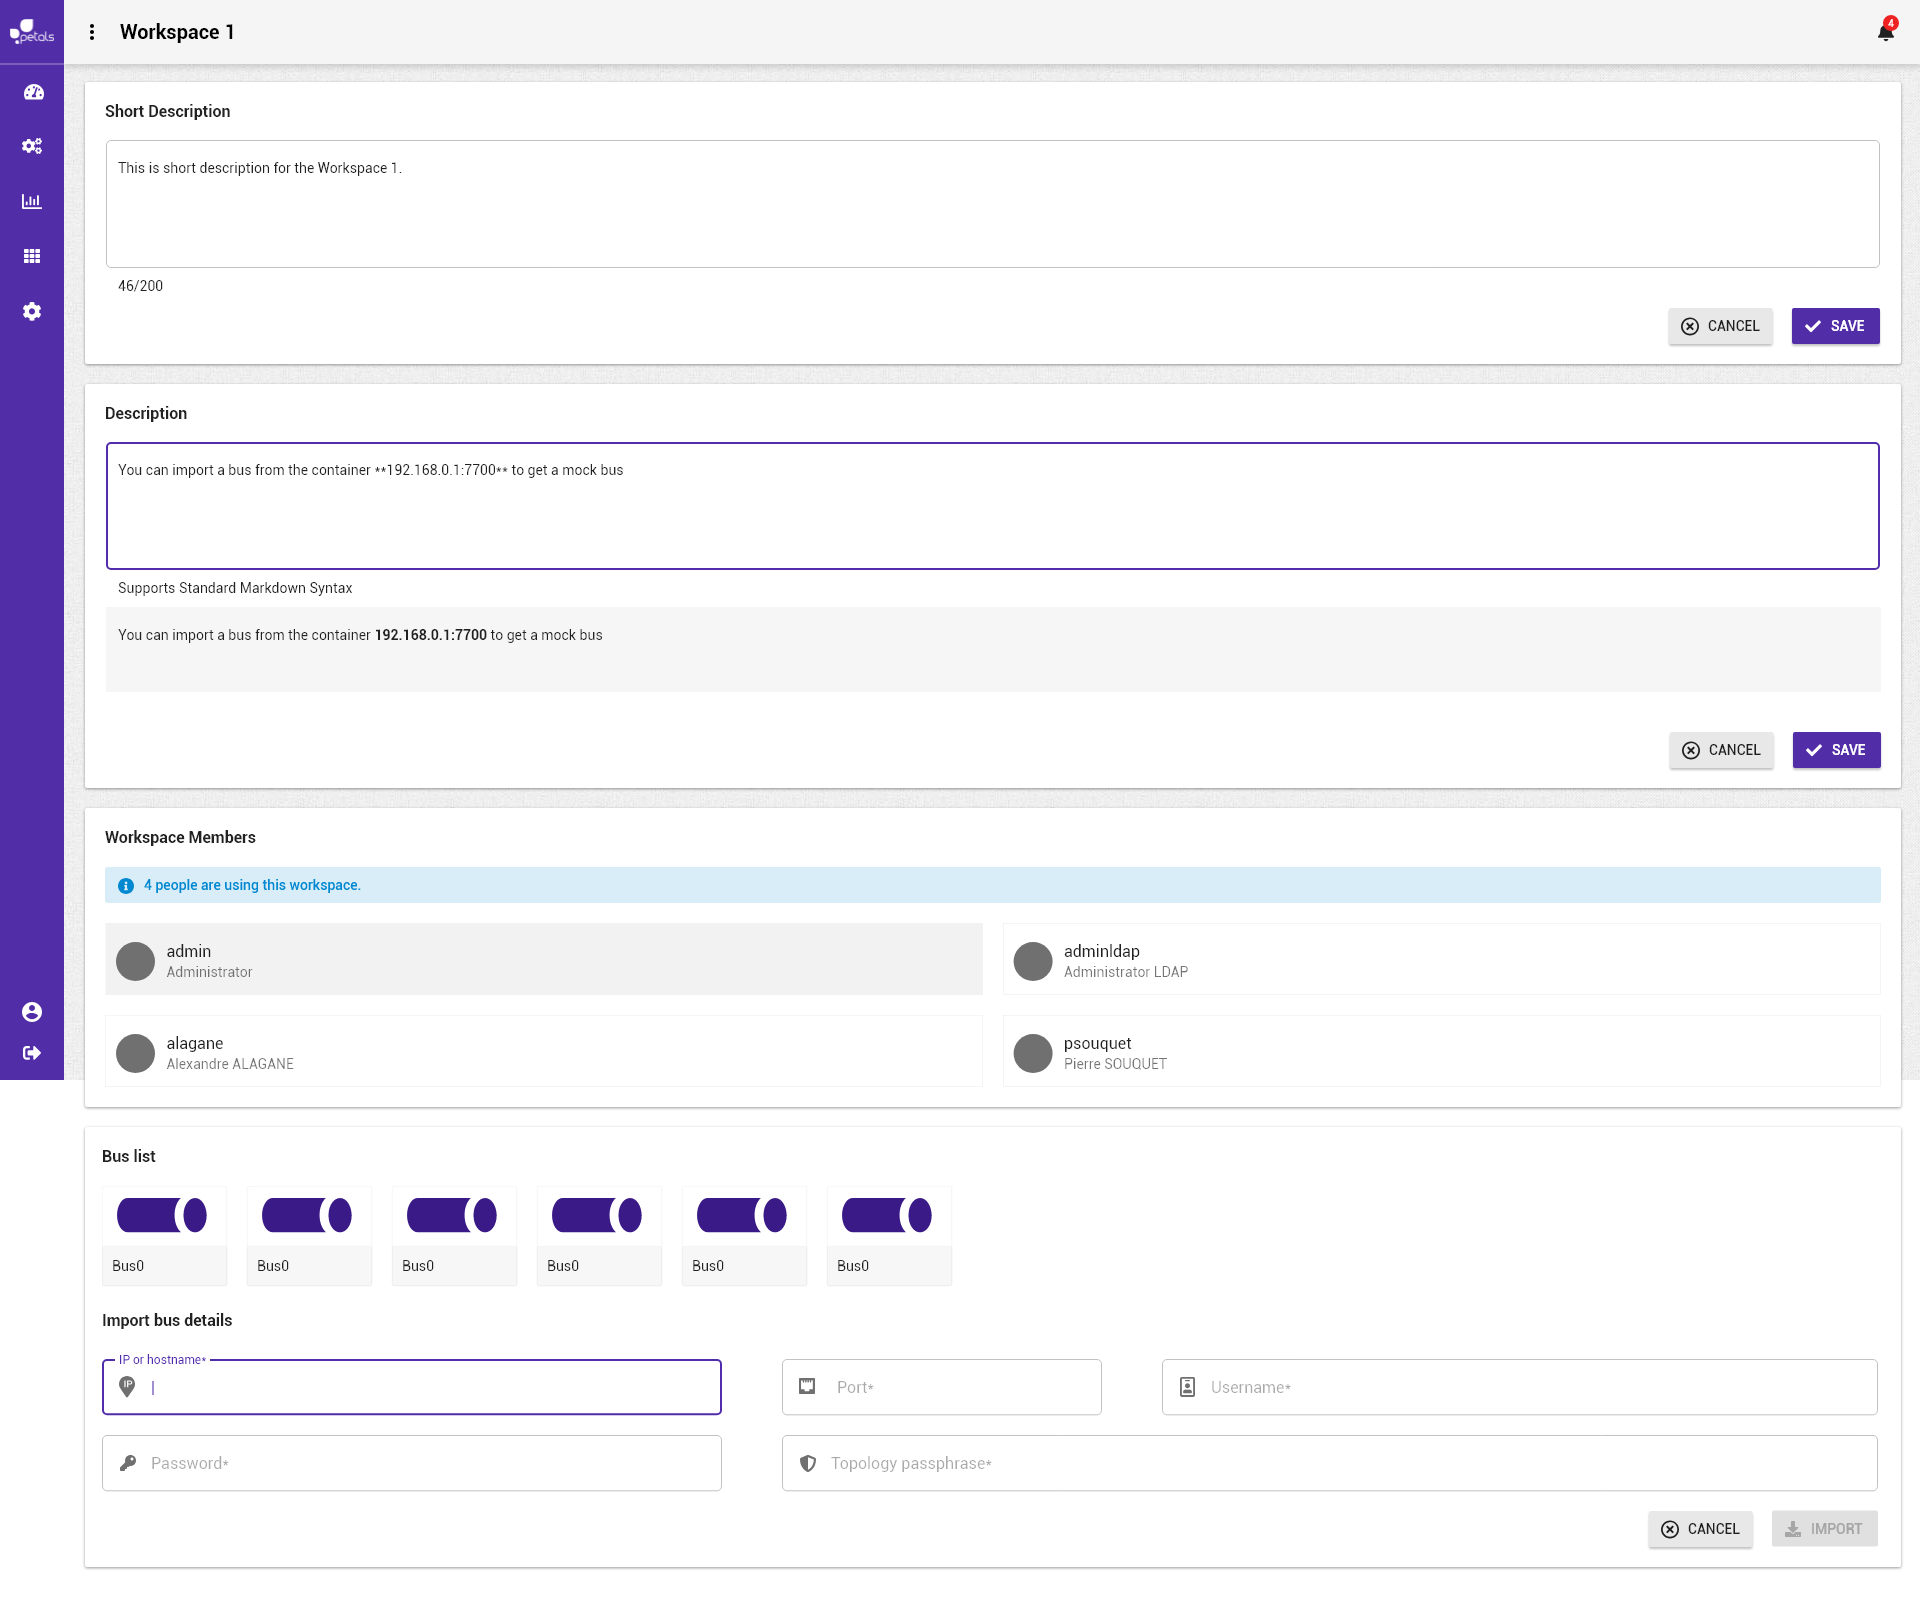 petals
Workspace 1
4
Short Description
This is short description for the Workspace 1.
46/200
CANCEL
SAVE
Description
You can import a bus from the container **192.168.0.1:7700** to get a mock bus
Supports Standard Markdown Syntax
You can import a bus from the container 192.168.0.1:7700 to get a mock bus
CANCEL
SAVE
Workspace Members
4 people are using this workspace.
admin
Administrator
adminldap
Administrator LDAP
alagane
Alexandre ALAGANE
psouquet
Pierre SOUQUET
Bus list
Bus0
Bus0
Bus0
Bus0
Bus0
Bus0
Import bus details
IP or hostname*
IP
Port*
Username*
Password*
Topology passphrase*
CANCEL
IMPORT